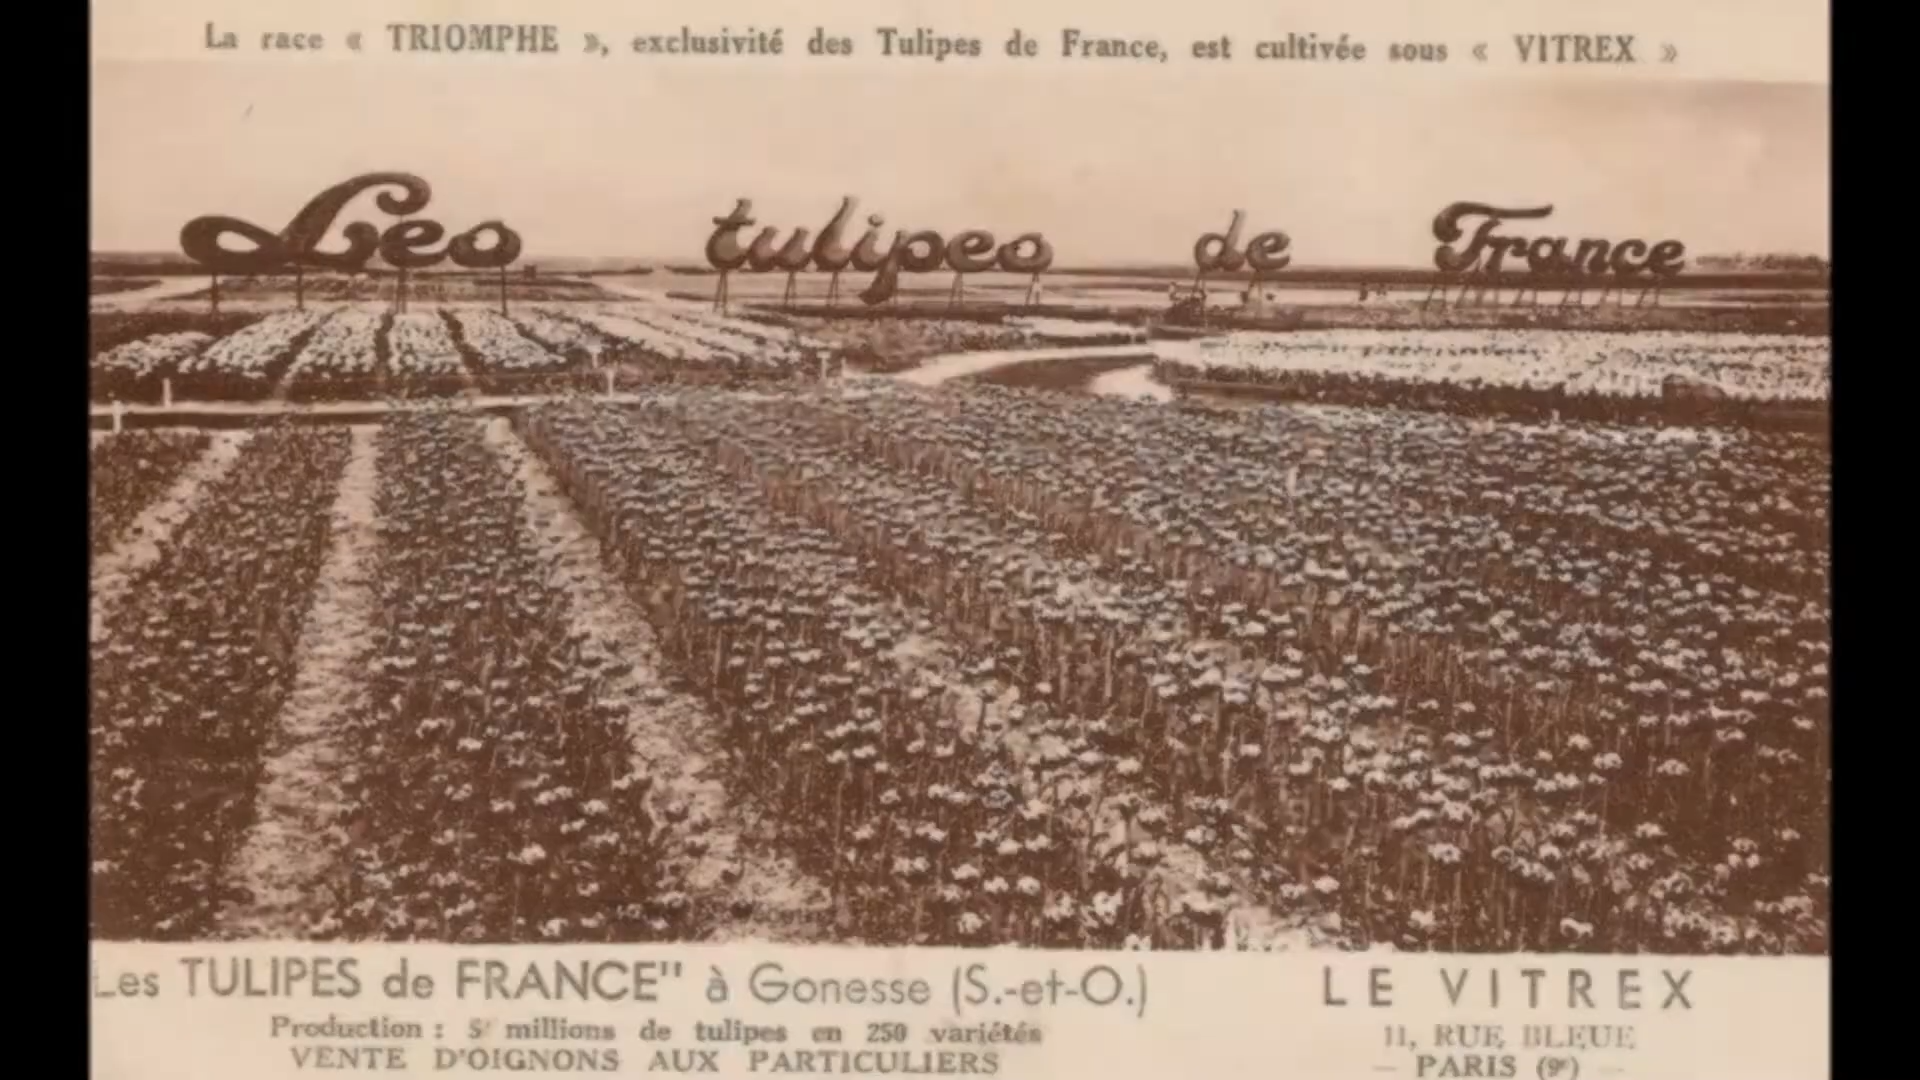 La race « TRIOMPHE », exclusivité des Tulipes de France, est cultivée sous « VITREX »
Les tulipes de France
Les TULIPES de FRANCE" à Gonesse (S.-et-O.)
Production : 5 millions de tulipes en 250 variétés
VENTE D'OIGNONS AUX PARTICULIERS
LE VITREX
11, RUE BLEUE
— PARIS (9e) —